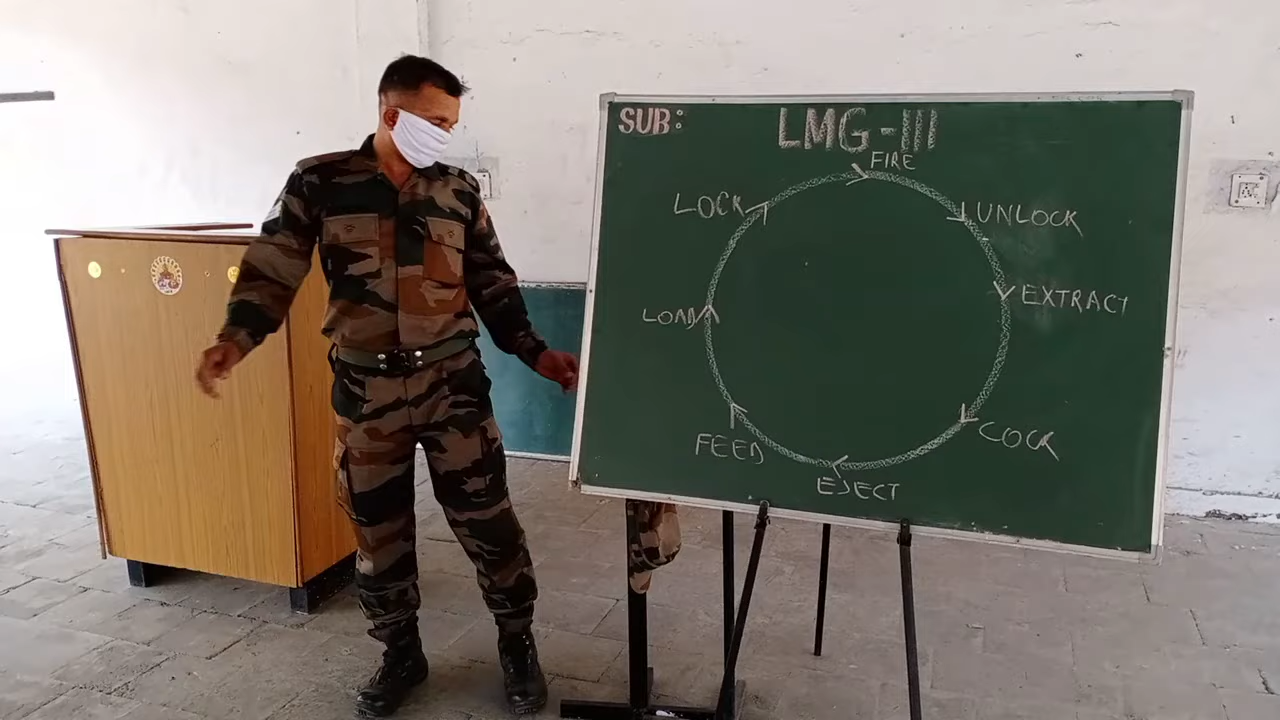 SUB: LMG-III
FIRE
UNLOCK
EXTRACT
COCK
EJECT
FEED
LOAD
LOCK